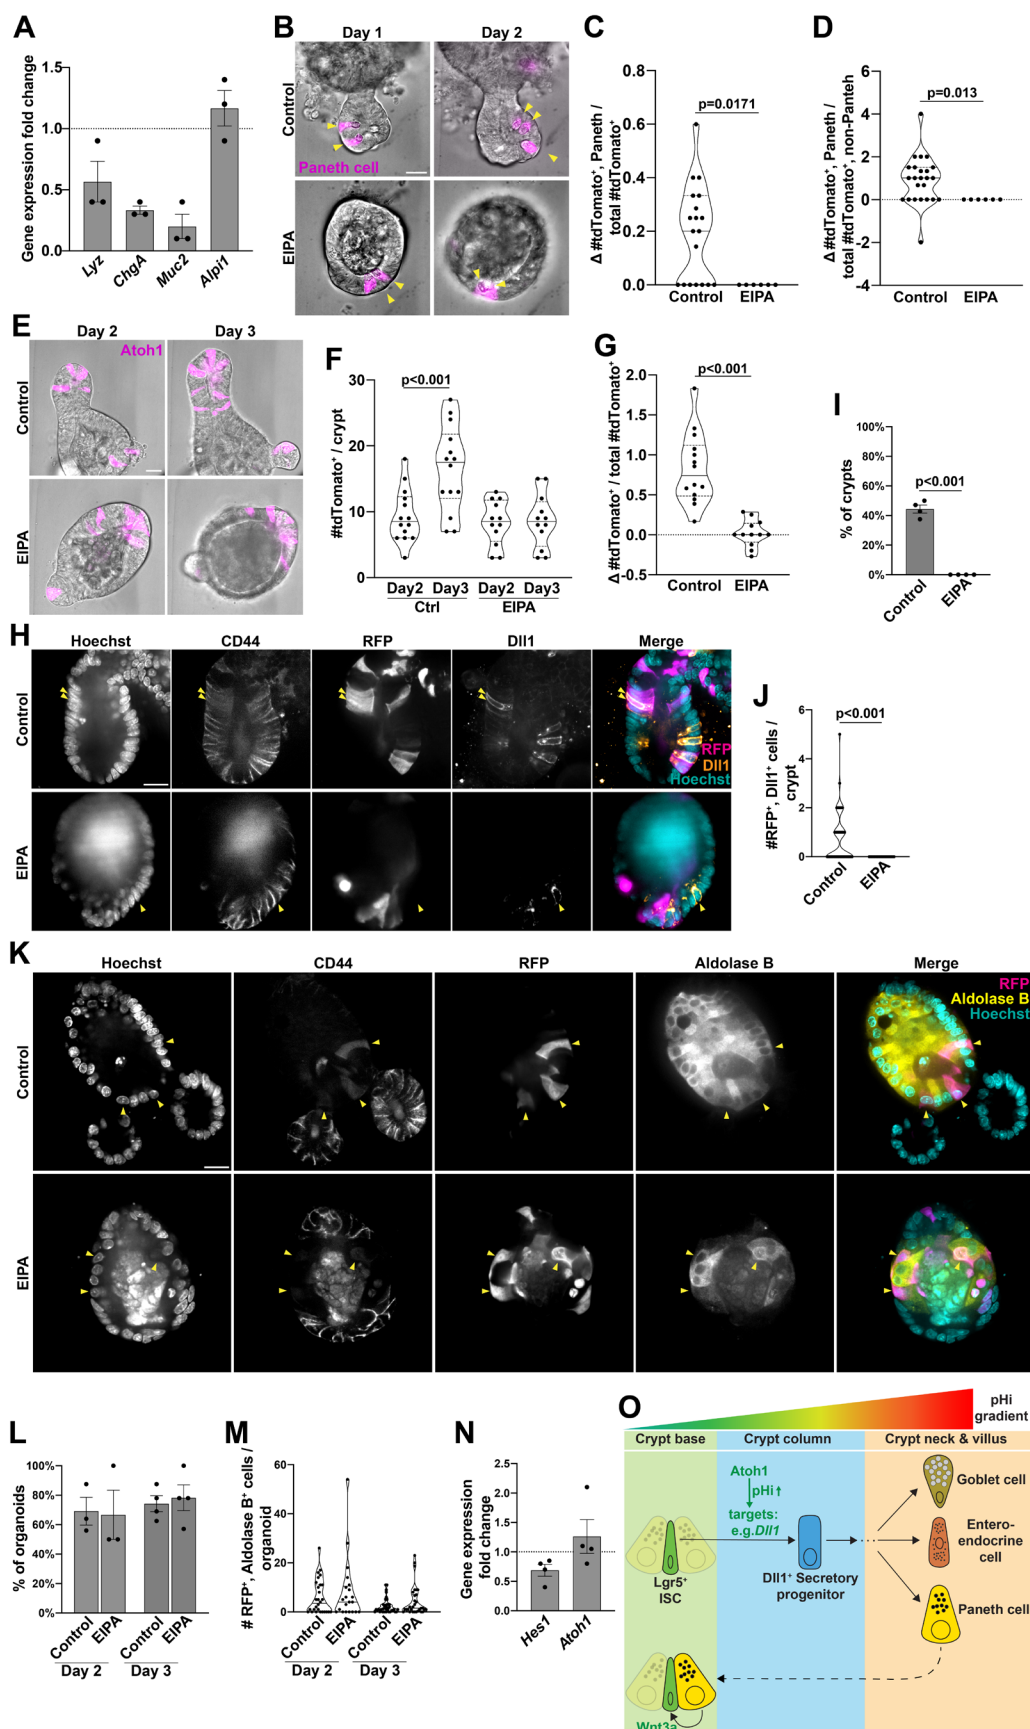 A
Gene expression fold change
1.5
1.0
0.5
0.0
Lyz
ChgA
Muc2
Alpi1
B
Day 1
Day 2
Control
Paneth cell
EIPA
C
Δ #tdTomato⁺, Paneth /
total #tdTomato⁺
0.8
0.6
0.4
0.2
0.0
p=0.0171
Control
EIPA
D
Δ #tdTomato⁺, Paneth /
total #tdTomato⁺, non-Panteh
6
4
2
0
-2
-4
p=0.013
Control
EIPA
E
Day 2
Day 3
Control
Atoh1
EIPA
F
#tdTomato⁺ / crypt
30
20
10
0
p<0.001
Day2
Day3
Day2
Day3
Ctrl
EIPA
G
Δ #tdTomato⁺ / total #tdTomato⁺
2.0
1.5
1.0
0.5
0.0
-0.5
p<0.001
Control
EIPA
I
% of crypts
100%
80%
60%
40%
20%
0%
p<0.001
Control
EIPA
H
Hoechst
CD44
RFP
Dll1
Merge
Control
RFP
Dll1
Hoechst
EIPA
J
#RFP⁺, Dll1⁺ cells /
crypt
6
4
2
0
p<0.001
Control
EIPA
K
Hoechst
CD44
RFP
Aldolase B
Merge
Control
RFP
Aldolase B
Hoechst
EIPA
L
% of organoids
100%
80%
60%
40%
20%
0%
Control
EIPA
Control
EIPA
Day 2
Day 3
M
# RFP⁺, Aldolase B⁺ cells /
organoid
60
40
20
0
Control
EIPA
Control
EIPA
Day 2
Day 3
N
Gene expression
fold change
2.5
2.0
1.5
1.0
0.5
0.0
Hes1
Atoh1
O
pHi
gradient
Crypt base
Crypt column
Crypt neck & villus
Atoh1
pHi↑
targets:
e.g.Dll1
Lgr5⁺
ISC
Dll1⁺ Secretory
progenitor
Goblet cell
Entero-
endocrine
cell
Paneth cell
Wnt3a